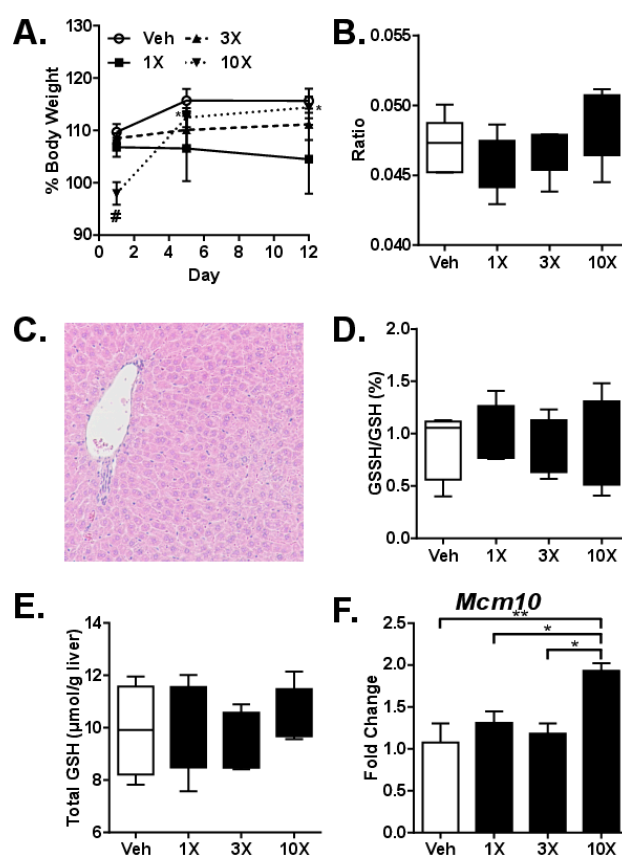 A.
Veh 3X
1X 10X
% Body Weight
120
110
100
90
0 2 4 6 8 10 12
Day
*
*
#
B.
Ratio
0.055
0.050
0.045
0.040
Veh 1X 3X 10X
C.
D.
GSSH/GSH (%)
2.0
1.5
1.0
0.5
0.0
Veh 1X 3X 10X
E.
Total GSH (µmol/g liver)
14
12
10
8
6
Veh 1X 3X 10X
F.
Mcm10
**
*
*
Fold Change
2.5
2.0
1.5
1.0
0.5
0.0
Veh 1X 3X 10X